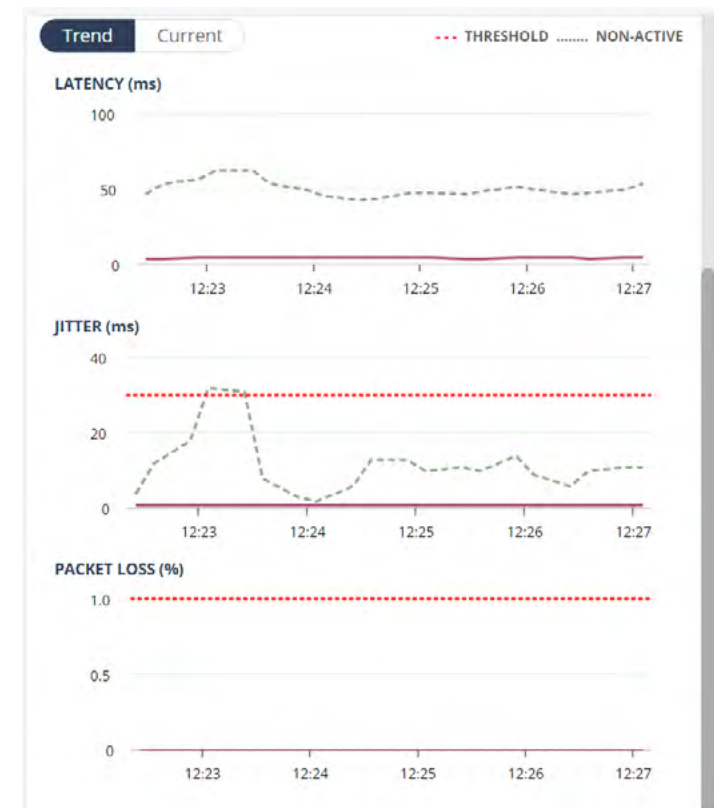 Trend Current --- THRESHOLD ........ NON-ACTIVE
LATENCY (ms)
100
50
0
12:23 12:24 12:25 12:26 12:27
JITTER (ms)
40
20
0
12:23 12:24 12:25 12:26 12:27
PACKET LOSS (%)
1.0
0.5
0
12:23 12:24 12:25 12:26 12:27